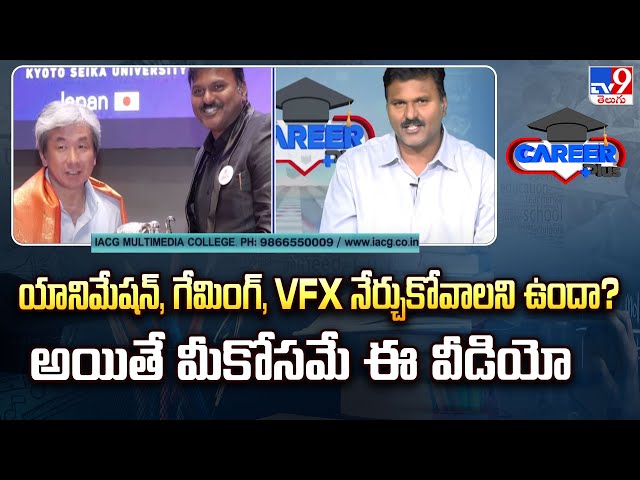 KYOTO SEIKA UNIVERSITY
Japan
CAREER
Plus
TV9
తెలుగు
CAREER
Plus
IACG MULTIMEDIA COLLEGE. PH: 9866550009 / www.iacg.co.in
యానిమేషన్, గేమింగ్, VFX నేర్చుకోవాలని ఉందా?
అయితే మీకోసమే ఈ వీడియో